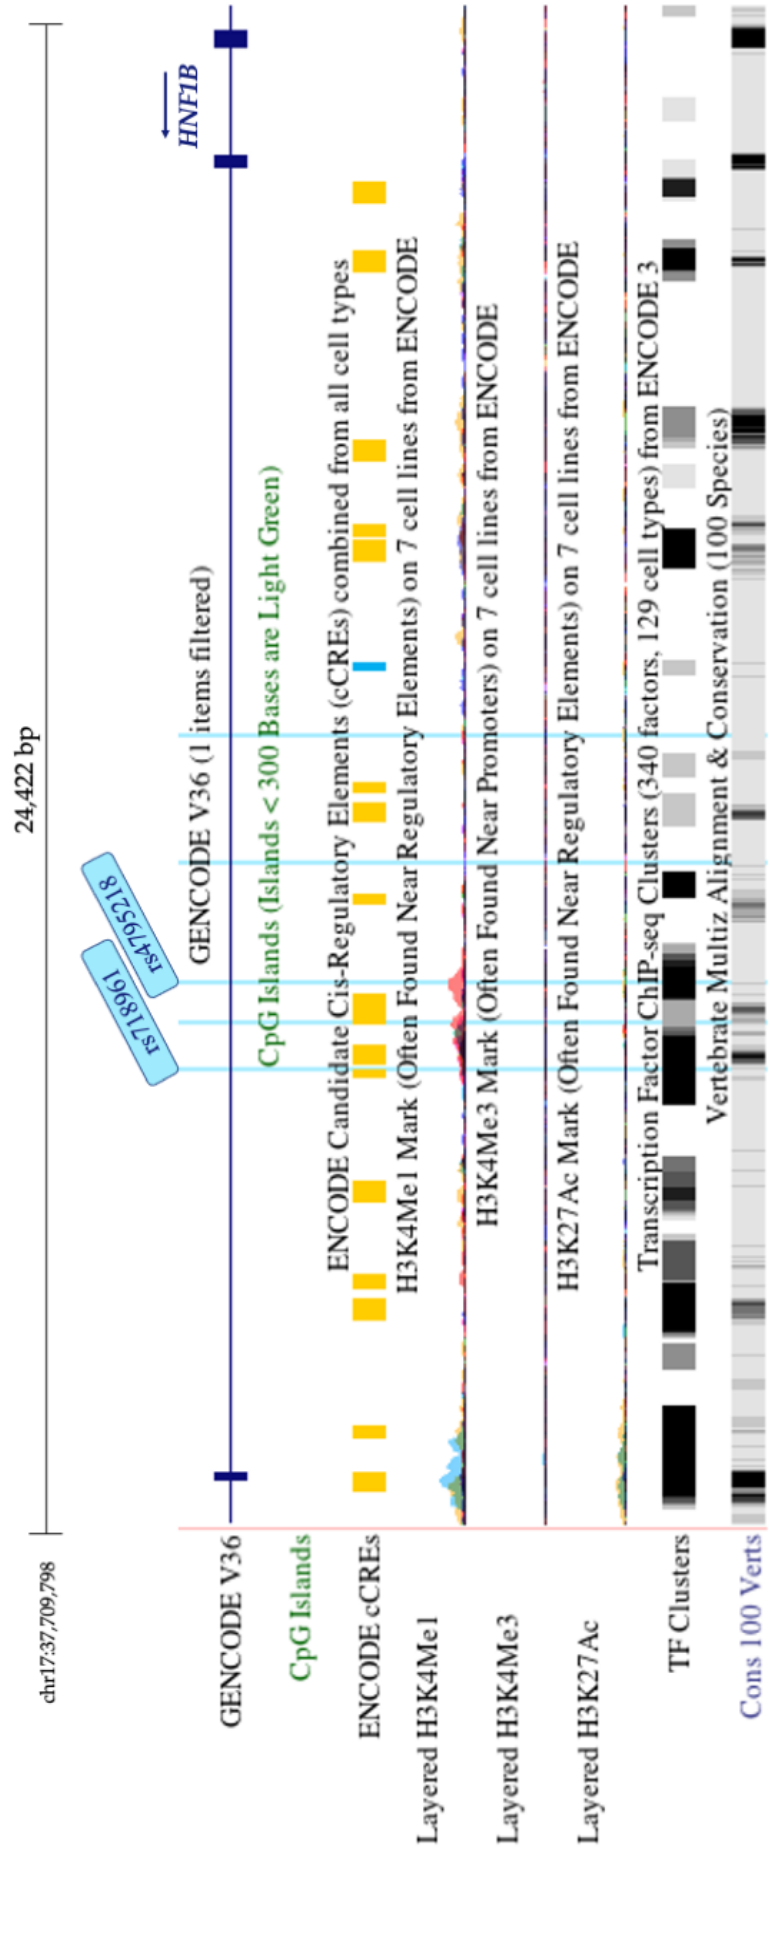 24,422 bp
chr17:37,709,798
rs718961
rs4795218
HNF1B
GENCODE V36 (1 items filtered)
GENCODE V36
CpG Islands (Islands < 300 Bases are Light Green)
CpG Islands
ENCODE Candidate Cis-Regulatory Elements (cCREs) combined from all cell types
ENCODE cCREs
H3K4Me1 Mark (Often Found Near Regulatory Elements) on 7 cell lines from ENCODE
Layered H3K4Me1
H3K4Me3 Mark (Often Found Near Promoters) on 7 cell lines from ENCODE
Layered H3K4Me3
H3K27Ac Mark (Often Found Near Regulatory Elements) on 7 cell lines from ENCODE
Layered H3K27Ac
Transcription Factor ChIP-seq Clusters (340 factors, 129 cell types) from ENCODE 3
TF Clusters
Vertebrate Multiz Alignment & Conservation (100 Species)
Cons 100 Verts